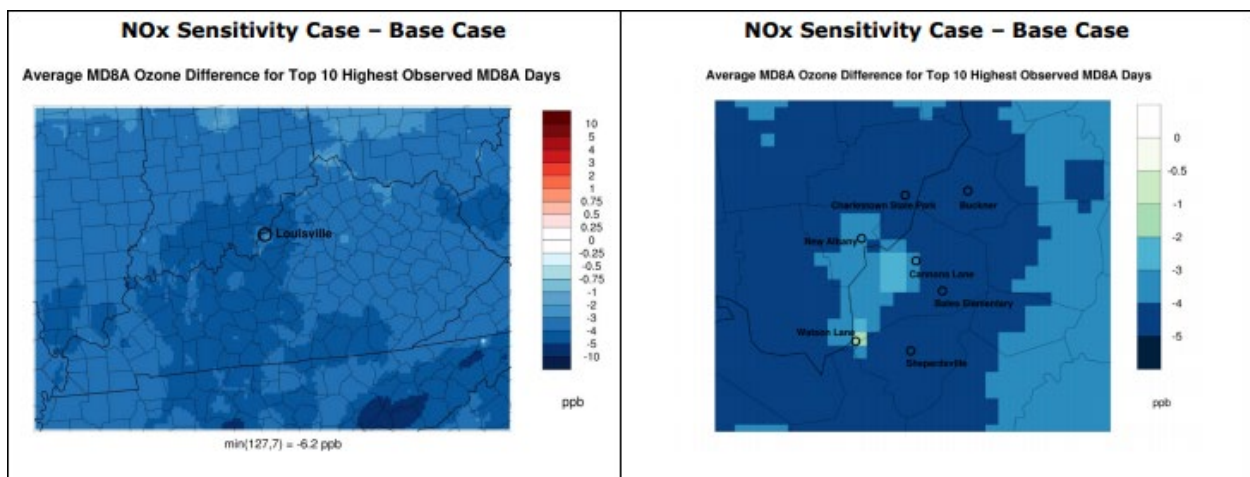 NOx Sensitivity Case – Base Case
Average MD8A Ozone Difference for Top 10 Highest Observed MD8A Days
Louisville
10
5
4
3
2
1
0.75
0.5
0.25
0
-0.25
-0.5
-0.75
-1
-2
-3
-4
-5
-10
ppb
min(127,7) = -6.2 ppb
NOx Sensitivity Case – Base Case
Average MD8A Ozone Difference for Top 10 Highest Observed MD8A Days
Charlestown State Park
Buckner
New Albany
Cannons Lane
Bates Elementary
Watson Lane
Shepardsville
0
-0.5
-1
-2
-3
-4
-5
ppb